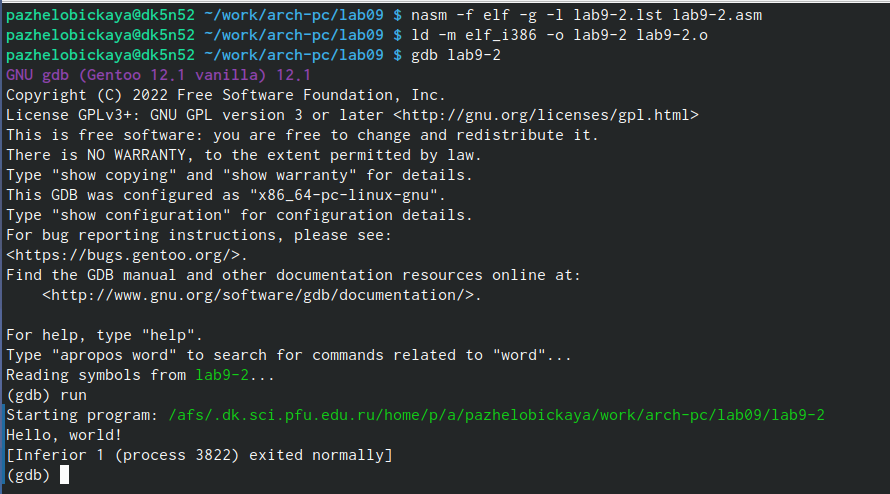 pazhelobickaya@dk5n52 ~/work/arch-pc/lab09 $ nasm -f elf -g -l lab9-2.lst lab9-2.asm
pazhelobickaya@dk5n52 ~/work/arch-pc/lab09 $ ld -m elf_i386 -o lab9-2 lab9-2.o
pazhelobickaya@dk5n52 ~/work/arch-pc/lab09 $ gdb lab9-2
GNU gdb (Gentoo 12.1 vanilla) 12.1
Copyright (C) 2022 Free Software Foundation, Inc.
License GPLv3+: GNU GPL version 3 or later <http://gnu.org/licenses/gpl.html>
This is free software: you are free to change and redistribute it.
There is NO WARRANTY, to the extent permitted by law.
Type "show copying" and "show warranty" for details.
This GDB was configured as "x86_64-pc-linux-gnu".
Type "show configuration" for configuration details.
For bug reporting instructions, please see:
<https://bugs.gentoo.org/>.
Find the GDB manual and other documentation resources online at:
    <http://www.gnu.org/software/gdb/documentation/>.

For help, type "help".
Type "apropos word" to search for commands related to "word"...
Reading symbols from lab9-2...
(gdb) run
Starting program: /afs/.dk.sci.pfu.edu.ru/home/p/a/pazhelobickaya/work/arch-pc/lab09/lab9-2
Hello, world!
[Inferior 1 (process 3822) exited normally]
(gdb)